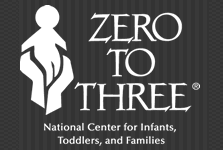 ZERO
TO
THREE®
National Center for Infants,
Toddlers, and Families